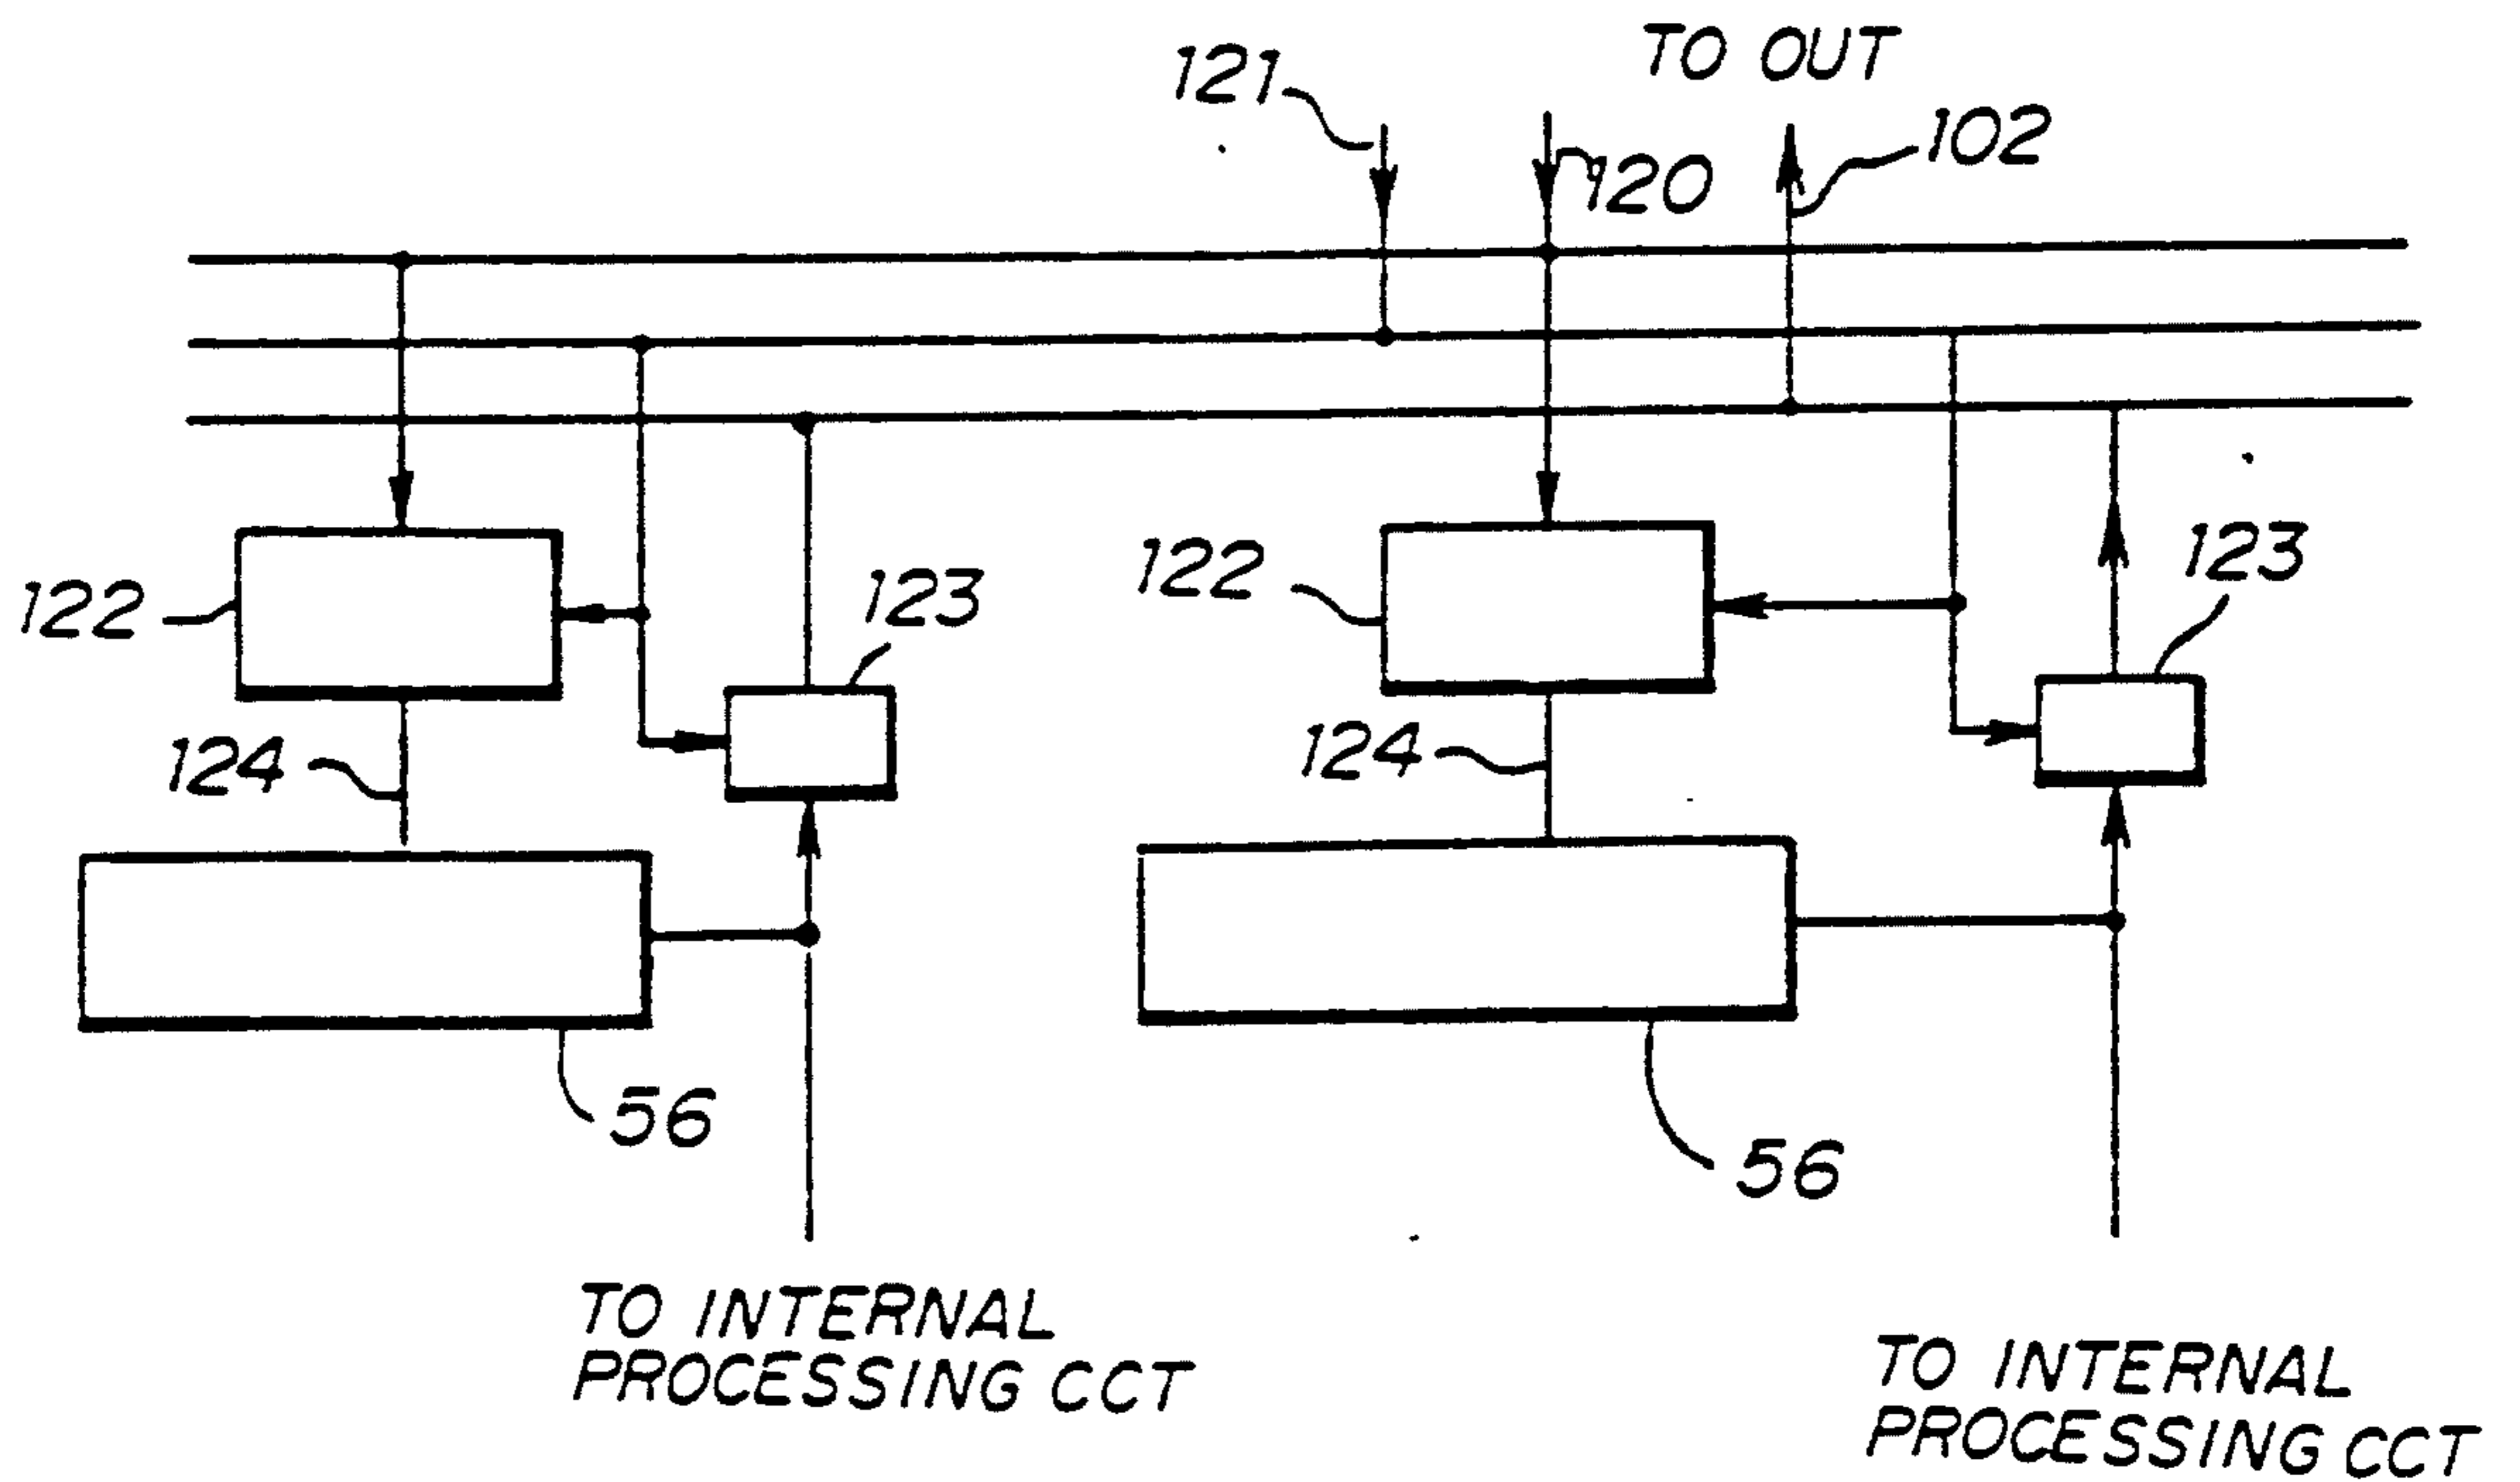 TO OUT
121
102
120
122
123
122
123
124
124
56
56
TO INTERNAL
PROCESSING CCT
TO INTERNAL
PROCESSING CCT